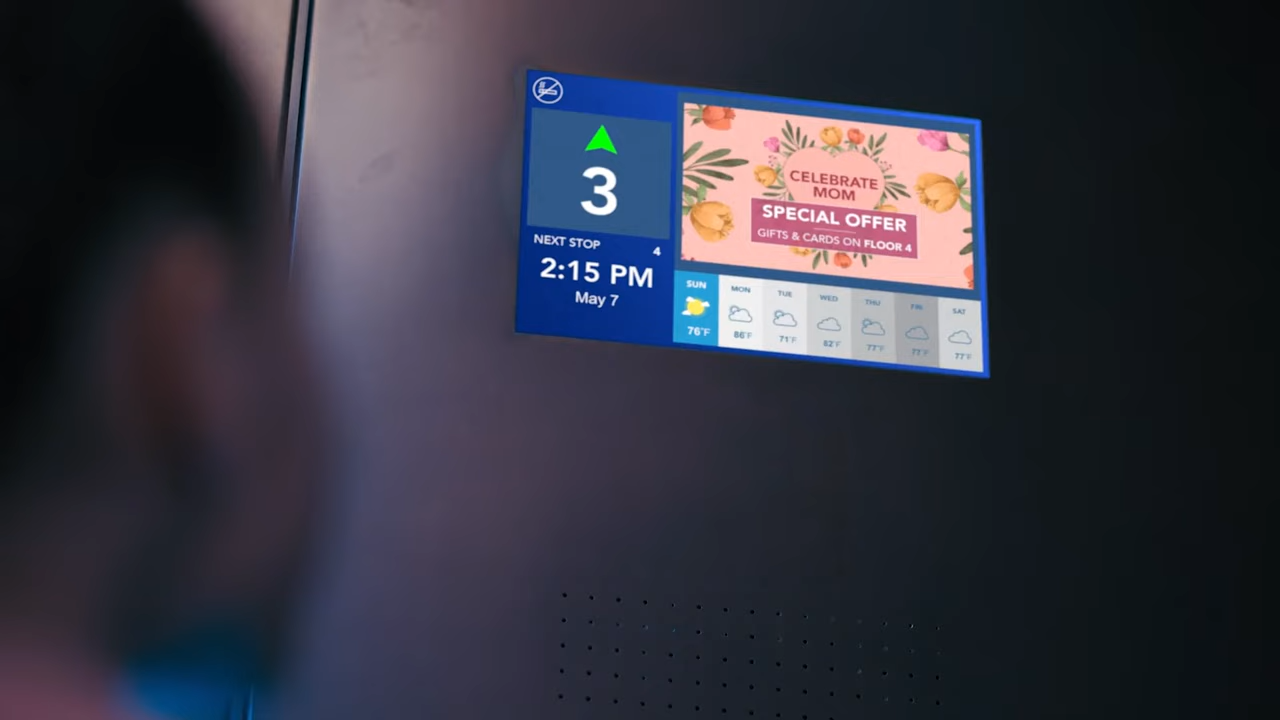 3
NEXT STOP 4
2:15 PM
May 7
CELEBRATE
MOM
SPECIAL OFFER
GIFTS & CARDS ON FLOOR 4
SUN MON TUE WED THU FRI SAT
76°F 86°F 71°F 82°F 77°F 77°F 77°F